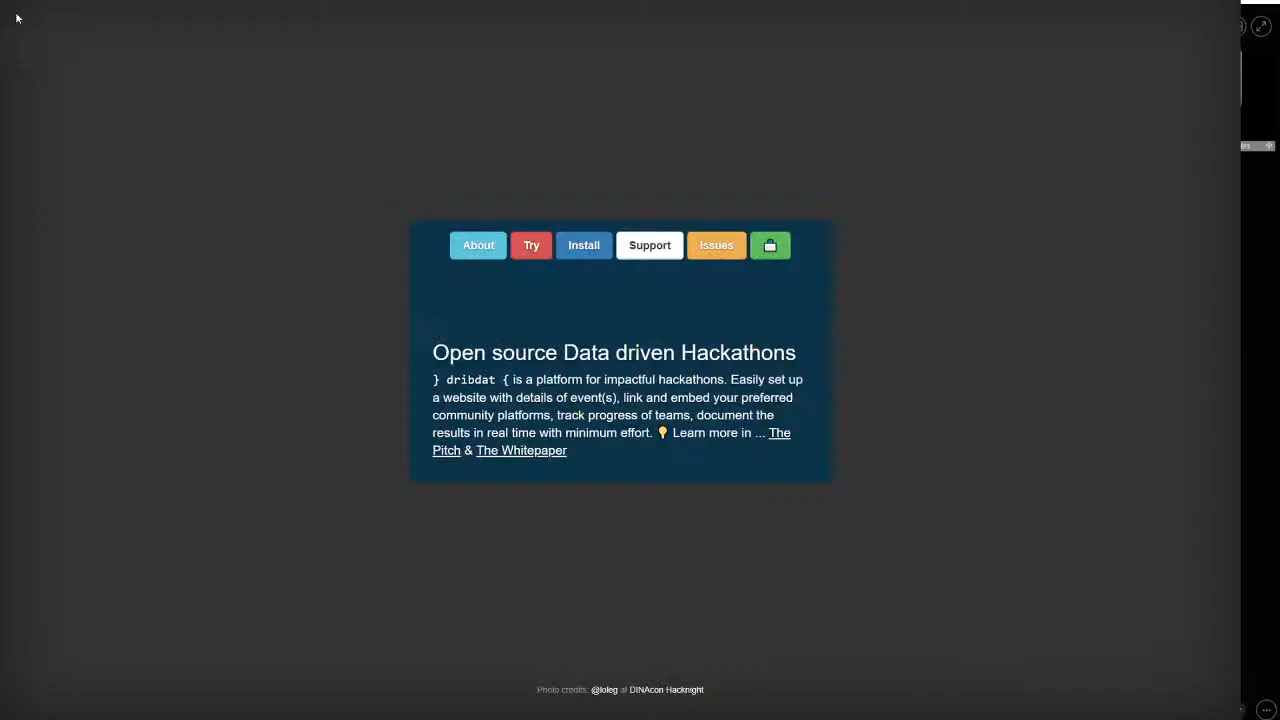 About Try Install Support Issues
Open source Data driven Hackathons
} dribdat { is a platform for impactful hackathons. Easily set up
a website with details of event(s), link and embed your preferred
community platforms, track progress of teams, document the
results in real time with minimum effort. 💡 Learn more in ... The
Pitch & The Whitepaper
Photo credits: @loleg at DINAcon Hacknight